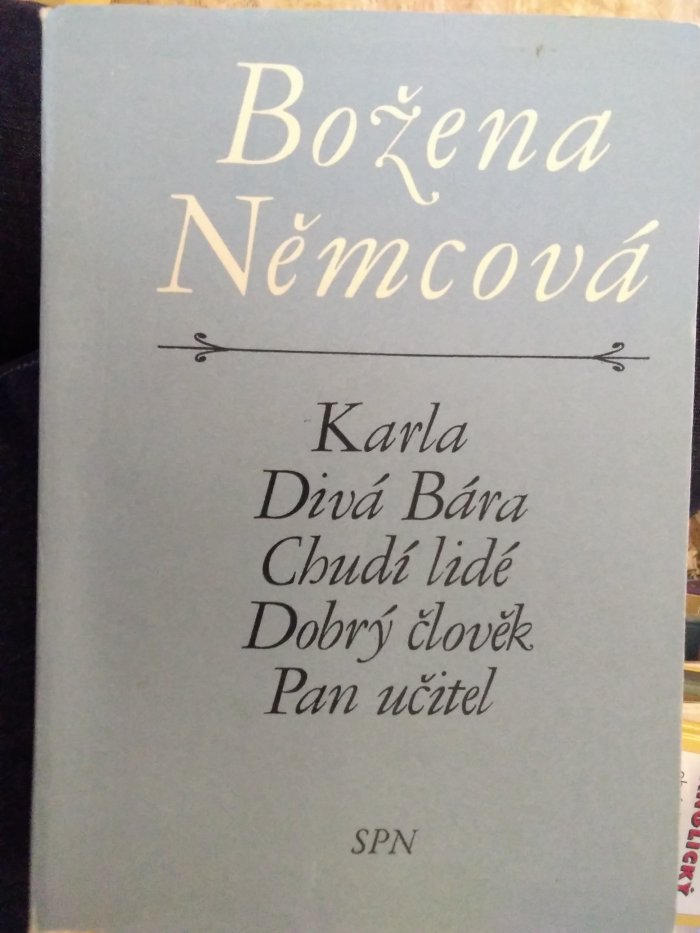 Božena
Němcová
Karla
Divá Bára
Chudí lidé
Dobrý člověk
Pan učitel
SPN